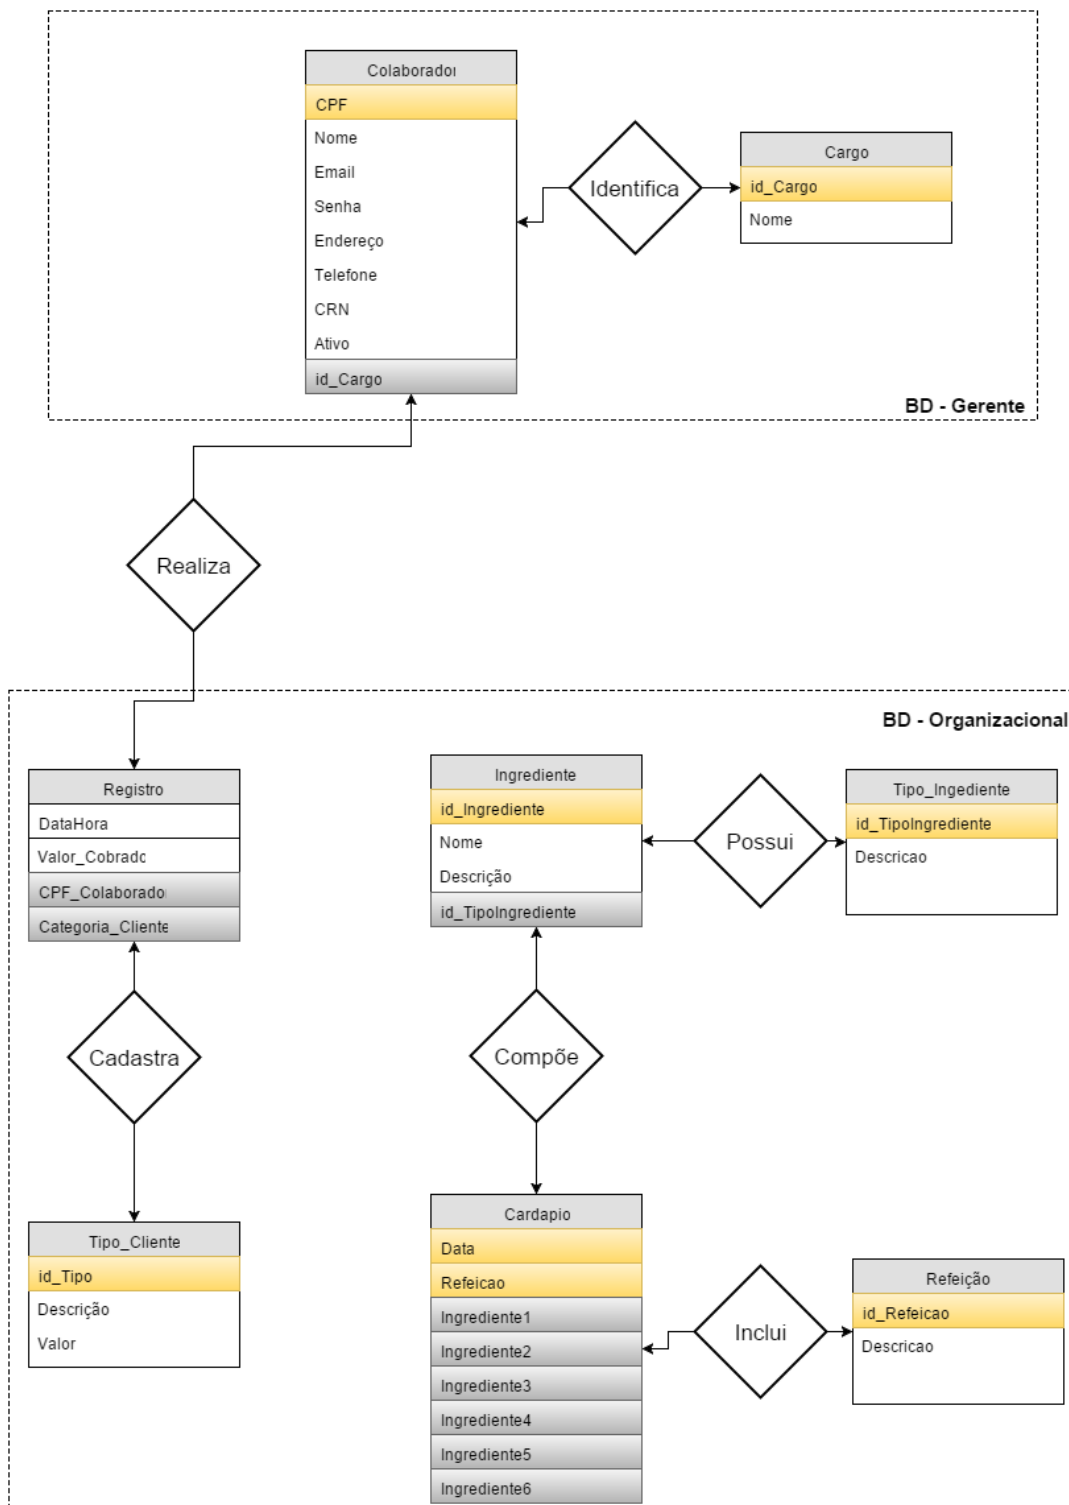 Colaborador
CPF
Nome
Email
Senha
Endereço
Telefone
CRN
Ativo
id_Cargo
Identifica
Cargo
id_Cargo
Nome
BD - Gerente
Realiza
BD - Organizacional
Registro
DataHora
Valor_Cobrado
CPF_Colaborador
Categoria_Cliente
Cadastra
Tipo_Cliente
id_Tipo
Descrição
Valor
Ingrediente
id_Ingrediente
Nome
Descrição
id_TipoIngrediente
Possui
Tipo_Ingediente
id_TipoIngrediente
Descricao
Compõe
Cardapio
Data
Refeicao
Ingrediente1
Ingrediente2
Ingrediente3
Ingrediente4
Ingrediente5
Ingrediente6
Inclui
Refeição
id_Refeicao
Descricao